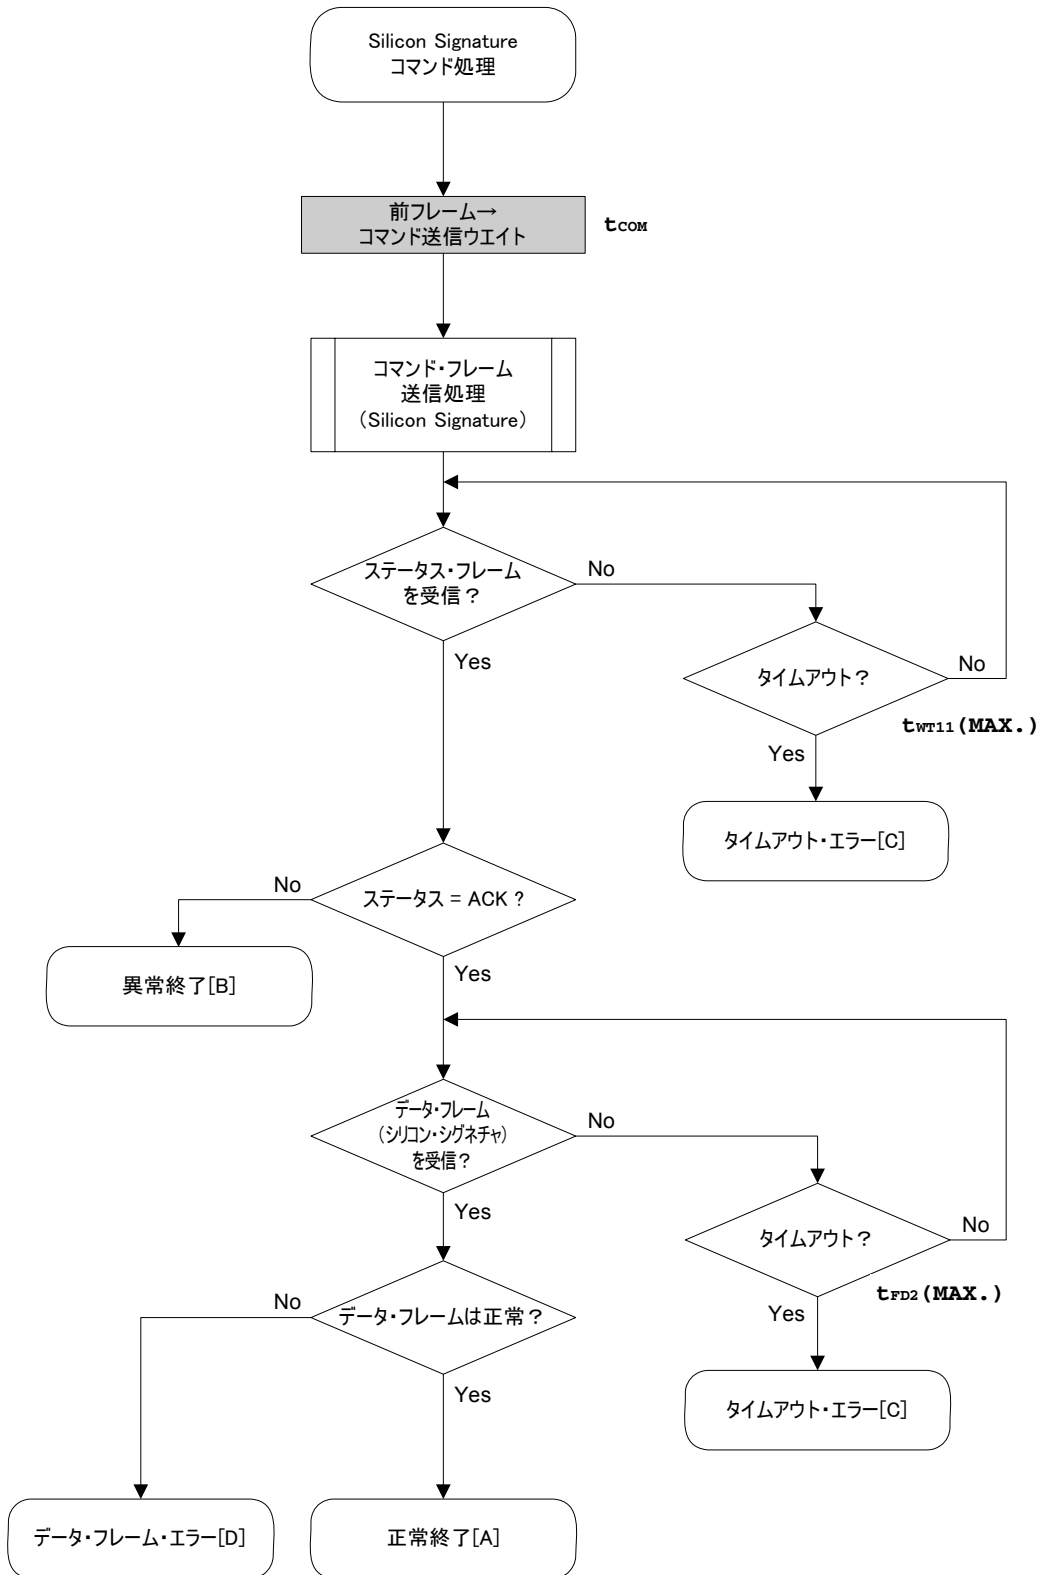 Silicon Signature
コマンド処理
前フレーム→
コマンド送信ウエイト
tCOM
コマンド・フレーム
送信処理
（Silicon Signature）
ステータス・フレーム
を受信？
No
Yes
タイムアウト？
No
tWT11(MAX.)
Yes
タイムアウト・エラー[C]
ステータス = ACK ?
No
異常終了[B]
Yes
データ・フレーム
（シリコン・シグネチャ）
を受信？
No
Yes
タイムアウト？
No
tFD2(MAX.)
Yes
タイムアウト・エラー[C]
データ・フレームは正常？
No
Yes
データ・フレーム・エラー[D]
正常終了[A]